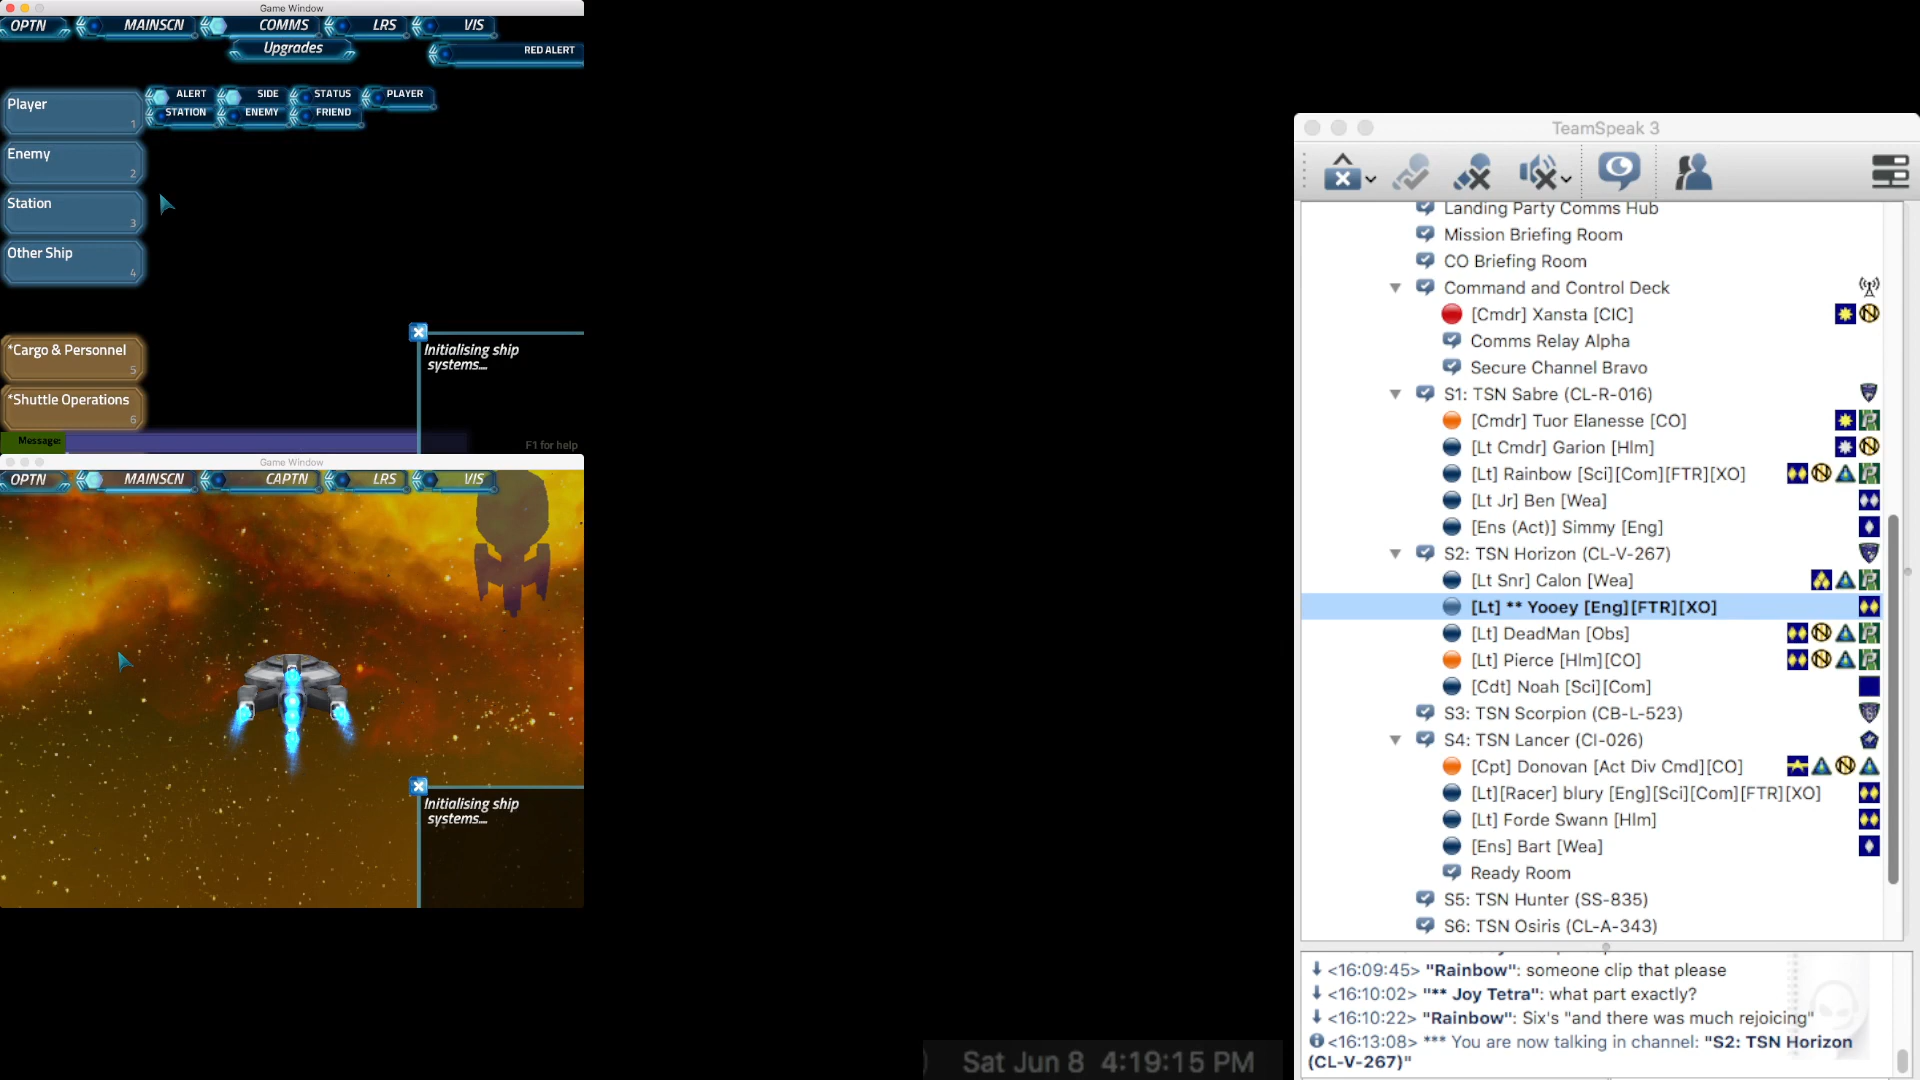 Game Window
OPTN MAINSCN COMMS LRS VIS
Upgrades
RED ALERT
Player 1
ALERT SIDE STATUS PLAYER
STATION ENEMY FRIEND
Enemy 2
Station 3
Other Ship 4
*Cargo & Personnel 5
*Shuttle Operations 6
Initialising ship
systems....
Message:
F1 for help
Game Window
OPTN MAINSCN CAPTN LRS VIS
Initialising ship
systems....
TeamSpeak 3
Landing Party Comms Hub
Mission Briefing Room
CO Briefing Room
Command and Control Deck
[Cmdr] Xansta [CIC]
Comms Relay Alpha
Secure Channel Bravo
S1: TSN Sabre (CL-R-016)
[Cmdr] Tuor Elanesse [CO]
[Lt Cmdr] Garion [Hlm]
[Lt] Rainbow [Sci][Com][FTR][XO]
[Lt Jr] Ben [Wea]
[Ens (Act)] Simmy [Eng]
S2: TSN Horizon (CL-V-267)
[Lt Snr] Calon [Wea]
[Lt] ** Yooey [Eng][FTR][XO]
[Lt] DeadMan [Obs]
[Lt] Pierce [Hlm][CO]
[Cdt] Noah [Sci][Com]
S3: TSN Scorpion (CB-L-523)
S4: TSN Lancer (CI-026)
[Cpt] Donovan [Act Div Cmd][CO]
[Lt][Racer] blury [Eng][Sci][Com][FTR][XO]
[Lt] Forde Swann [Hlm]
[Ens] Bart [Wea]
Ready Room
S5: TSN Hunter (SS-835)
S6: TSN Osiris (CL-A-343)
<16:09:45> "Rainbow": someone clip that please
<16:10:02> "** Joy Tetra": what part exactly?
<16:10:22> "Rainbow": Six's "and there was much rejoicing"
<16:13:08> *** You are now talking in channel: "S2: TSN Horizon
(CL-V-267)"
Sat Jun 8 4:19:15 PM